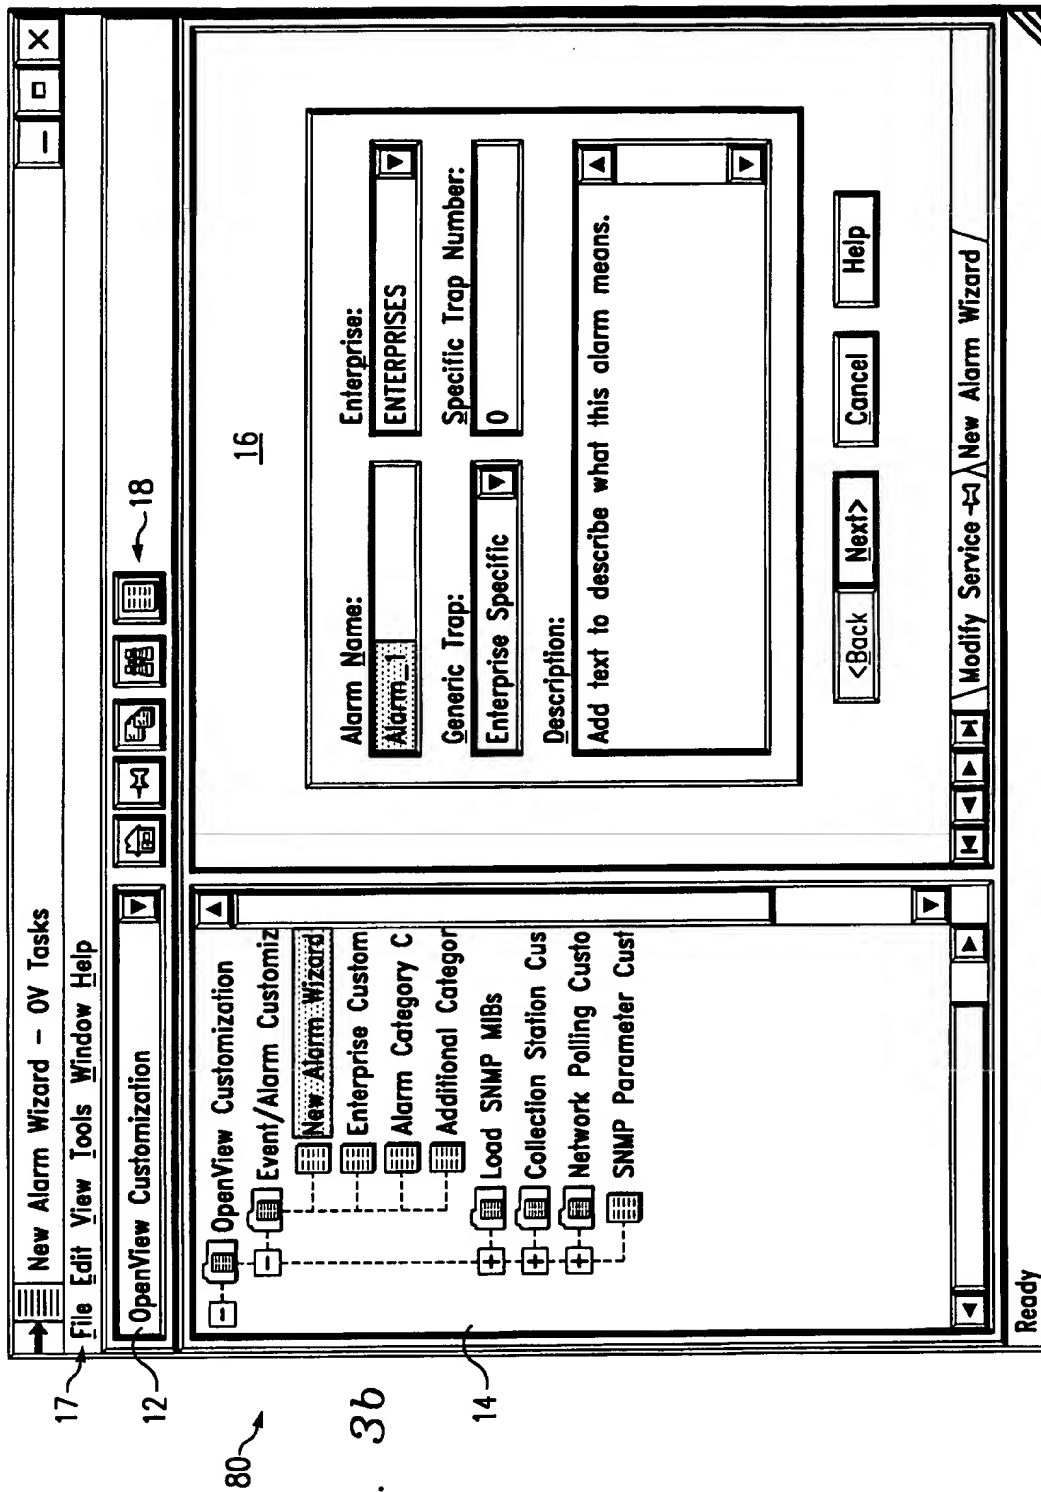 New Alarm Wizard – OV Tasks
File Edit View Tools Window Help
OpenView Customization
18
OpenView Customization
Event/Alarm Customiz
New Alarm Wizard
Enterprise Custom
Alarm Category C
Additional Categor
Load SNMP MIBs
Collection Station Cus
Network Polling Custo
SNMP Parameter Cust
16
Alarm Name:
Enterprise:
Alarm_1
ENTERPRISES
Generic Trap:
Specific Trap Number:
Enterprise Specific
0
Description:
Add text to describe what this alarm means.
<Back
Next>
Cancel
Help
Modify Service
New Alarm Wizard
Ready
17
12
14
80
. 3b